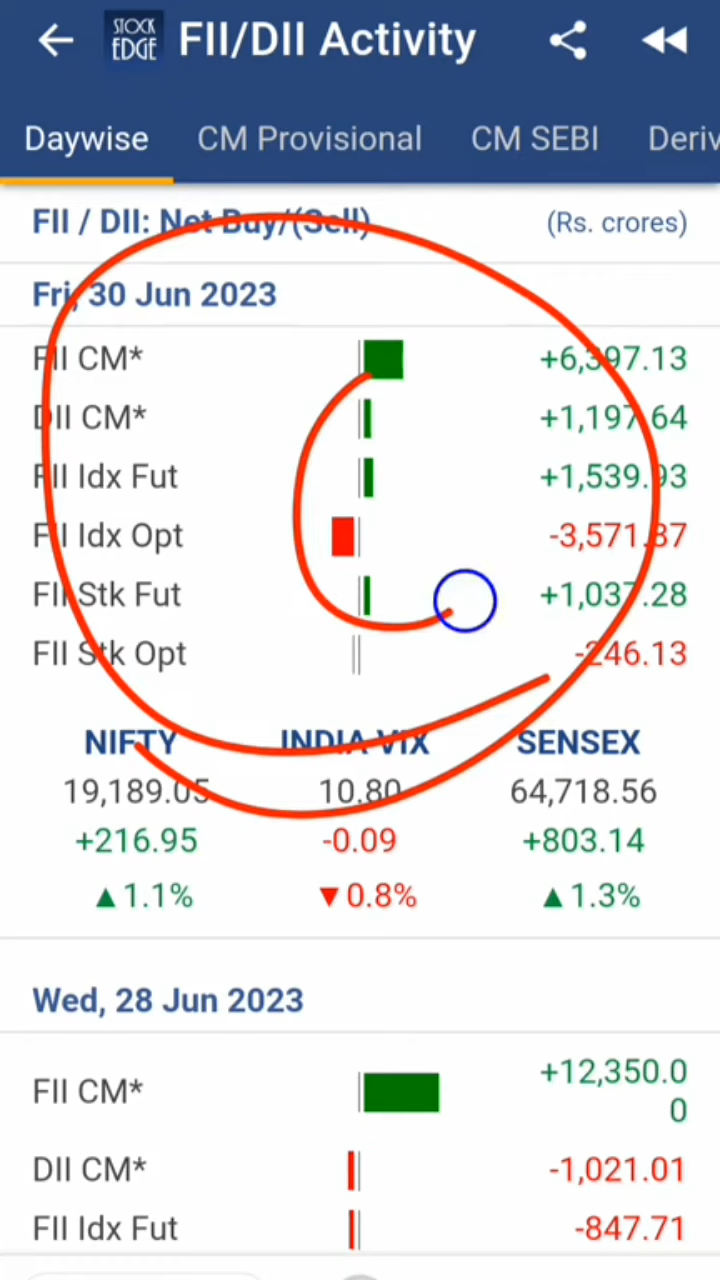 STOCK
EDGE
FII/DII Activity
Daywise CM Provisional CM SEBI Deriv
FII / DII: Net Buy/(Sell) (Rs. crores)
Fri, 30 Jun 2023
FII CM* +6,397.13
DII CM* +1,197.64
FII Idx Fut +1,539.93
FII Idx Opt -3,571.87
FII Stk Fut +1,037.28
FII Stk Opt -246.13
NIFTY INDIA VIX SENSEX
19,189.05 10.80 64,718.56
+216.95 -0.09 +803.14
▲1.1% ▼0.8% ▲1.3%
Wed, 28 Jun 2023
FII CM* +12,350.0
0
DII CM* -1,021.01
FII Idx Fut -847.71